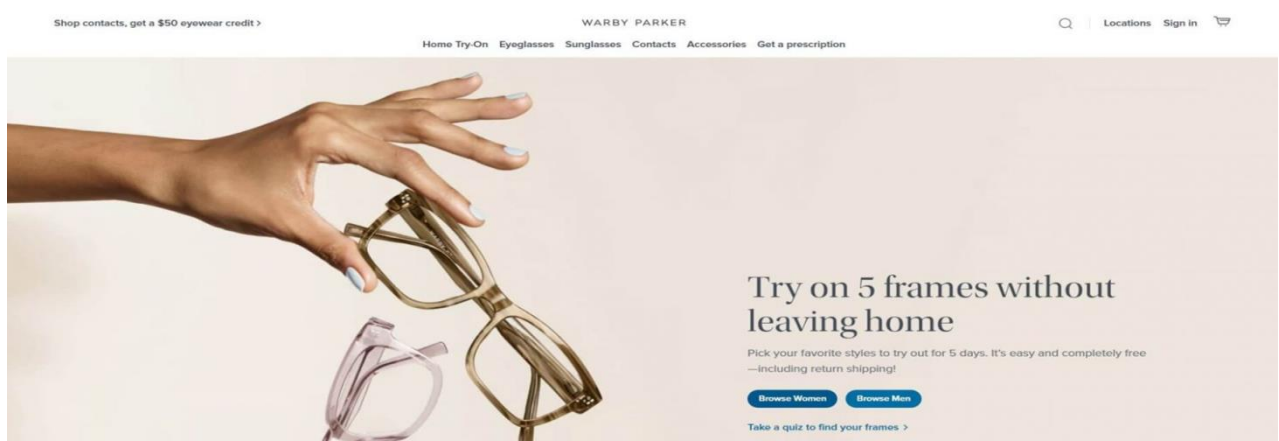 Shop contacts, get a $50 eyewear credit >
WARBY PARKER
Locations Sign in
Home Try-On Eyeglasses Sunglasses Contacts Accessories Get a prescription
Try on 5 frames without
leaving home
Pick your favorite styles to try out for 5 days. It's easy and completely free
—including return shipping!
Browse Women Browse Men
Take a quiz to find your frames >